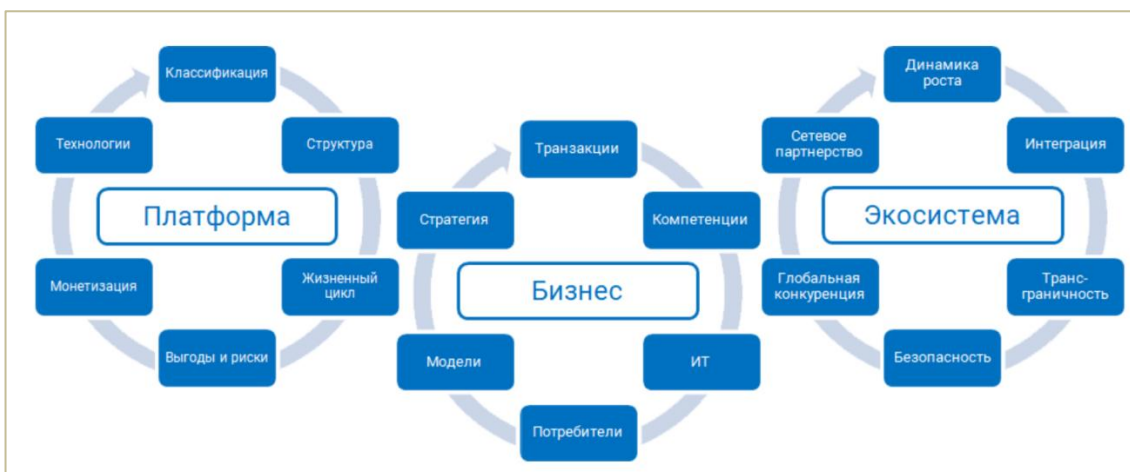 Классификация
Структура
Жизненный
цикл
Выгоды и риски
Монетизация
Технологии
Платформа
Транзакции
Компетенции
ИТ
Потребители
Модели
Стратегия
Бизнес
Динамика
роста
Интеграция
Транс-
граничность
Безопасность
Глобальная
конкуренция
Сетевое
партнерство
Экосистема